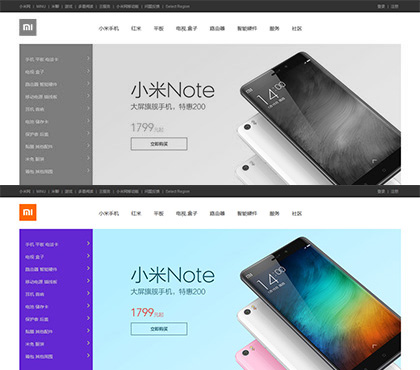 小米网 | MIUI | 米聊 | 游戏 | 多看阅读 | 云服务 | 小米网移动版 | 问题反馈 | Select Region
登录 | 注册
mi
小米手机 红米 平板 电视 盒子 路由器 智能硬件 服务 社区
手机 平板 电话卡
电视 盒子
路由器 智能硬件
移动电源 插线板
耳机 音箱
电池 存储卡
保护套 后盖
贴膜 其他配件
米兔 服装
箱包 其他周边
小米Note
大屏旗舰手机，特惠200
1799元起
立即购买
14:00
小米网 | MIUI | 米聊 | 游戏 | 多看阅读 | 云服务 | 小米网移动版 | 问题反馈 | Select Region
登录 | 注册
mi
小米手机 红米 平板 电视 盒子 路由器 智能硬件 服务 社区
手机 平板 电话卡
电视 盒子
路由器 智能硬件
移动电源 插线板
耳机 音箱
电池 存储卡
保护套 后盖
贴膜 其他配件
米兔 服装
箱包 其他周边
小米Note
大屏旗舰手机，特惠200
1799元起
立即购买
14:00